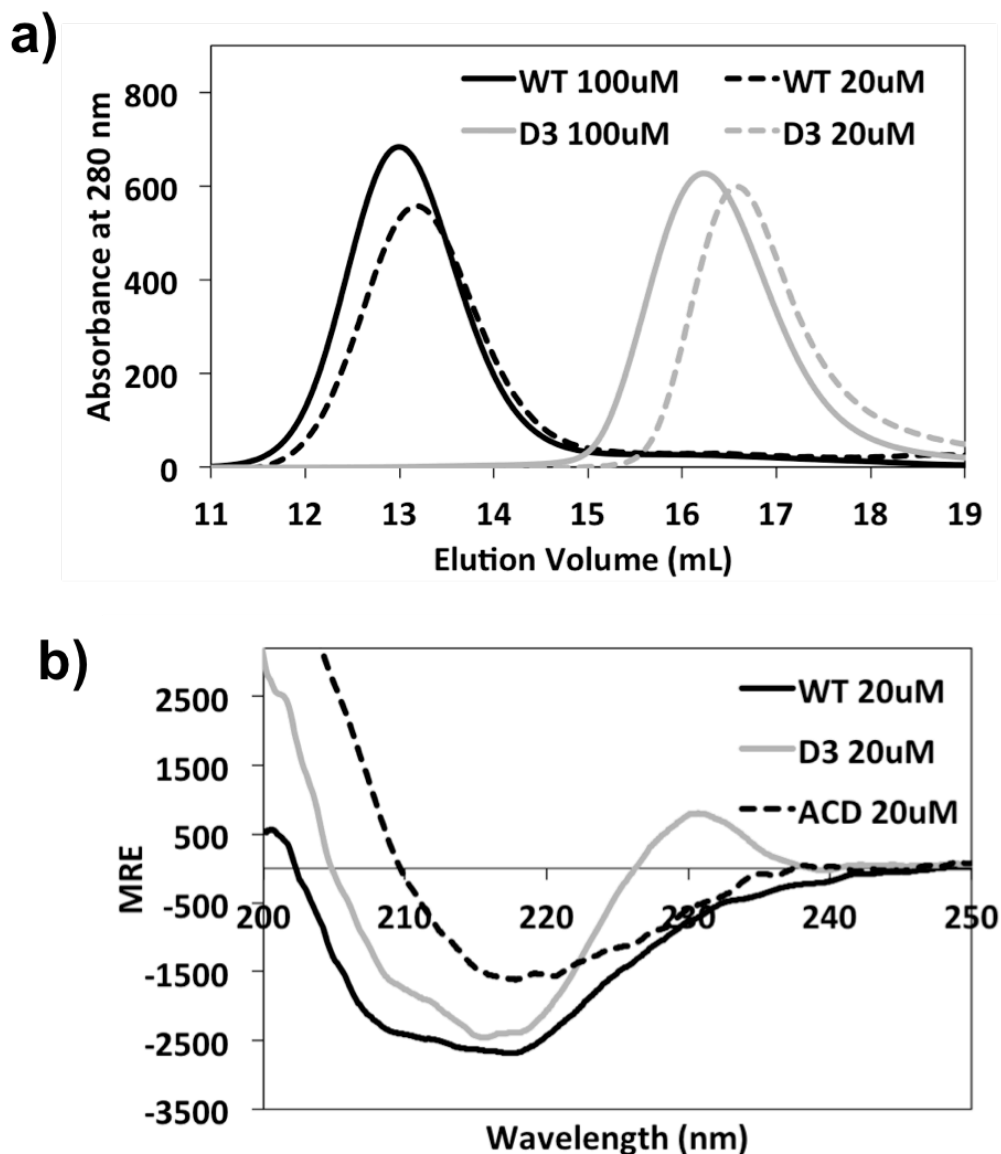 a)
WT 100uM WT 20uM
D3 100uM D3 20uM
Absorbance at 280 nm
800
600
400
200
0
11 12 13 14 15 16 17 18 19
Elution Volume (mL)
b)
WT 20uM
D3 20uM
ACD 20uM
MRE
2500
1500
500
-500
-1500
-2500
-3500
200 210 220 230 240 250
Wavelength (nm)